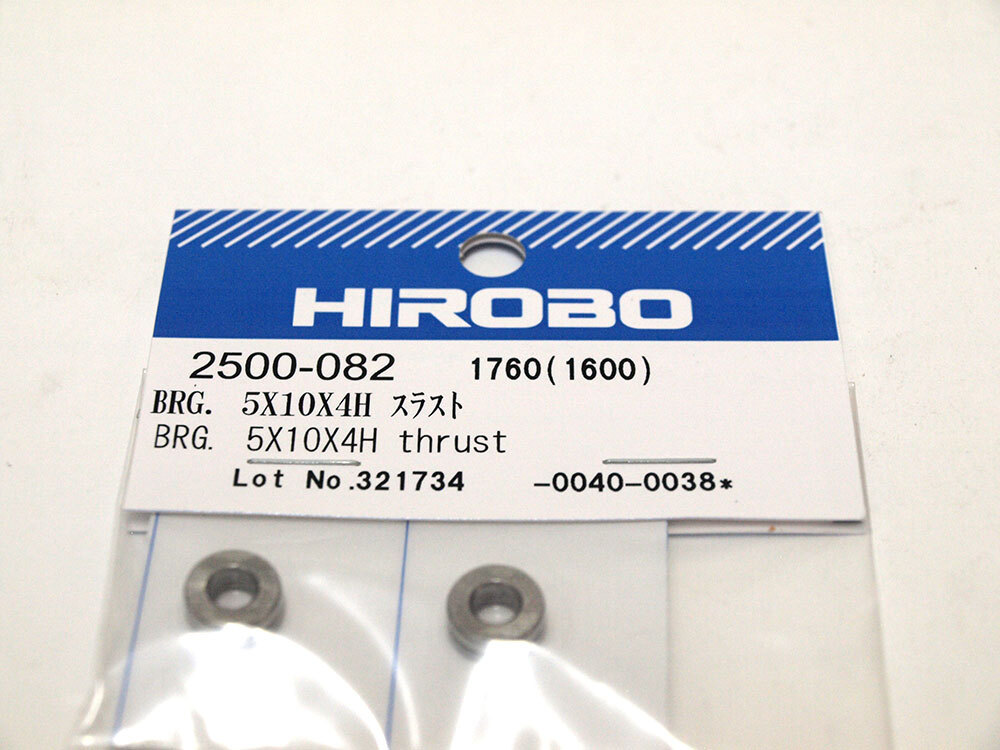 HIROBO
2500-082 1760(1600)
BRG. 5X10X4H スラスト
BRG. 5X10X4H thrust
Lot No.321734 -0040-0038*